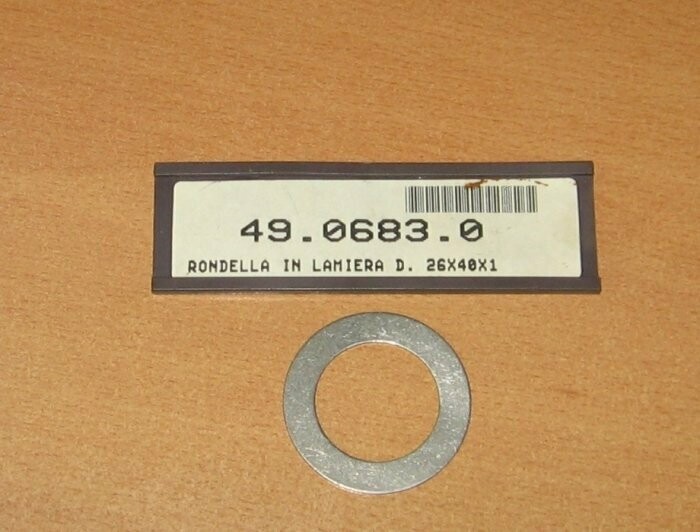 49.0683.0
RONDELLA IN LAMIERA D. 26X40X1